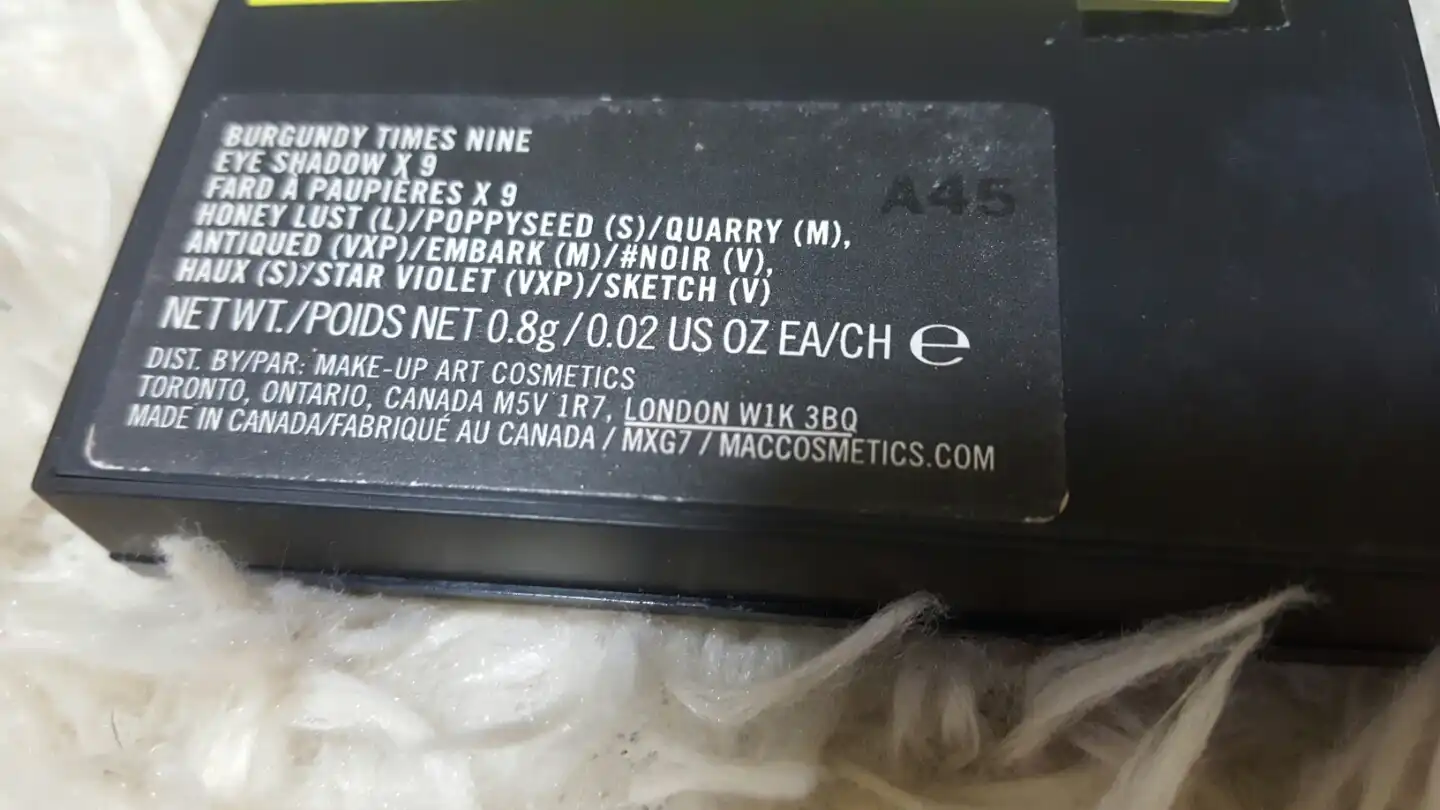 BURGUNDY TIMES NINE
EYE SHADOW X 9
FARD À PAUPIÈRES X 9
A45
HONEY LUST (L)/POPPYSEED (S)/QUARRY (M),
ANTIQUED (VXP)/EMBARK (M)/#NOIR (V),
HAUX (S)/STAR VIOLET (VXP)/SKETCH (V)
NET WT./POIDS NET 0.8g / 0.02 US OZ EA/CH ℮
DIST. BY/PAR: MAKE-UP ART COSMETICS
TORONTO, ONTARIO, CANADA M5V 1R7, LONDON W1K 3BQ
MADE IN CANADA/FABRIQUÉ AU CANADA / MXG7 / MACCOSMETICS.COM